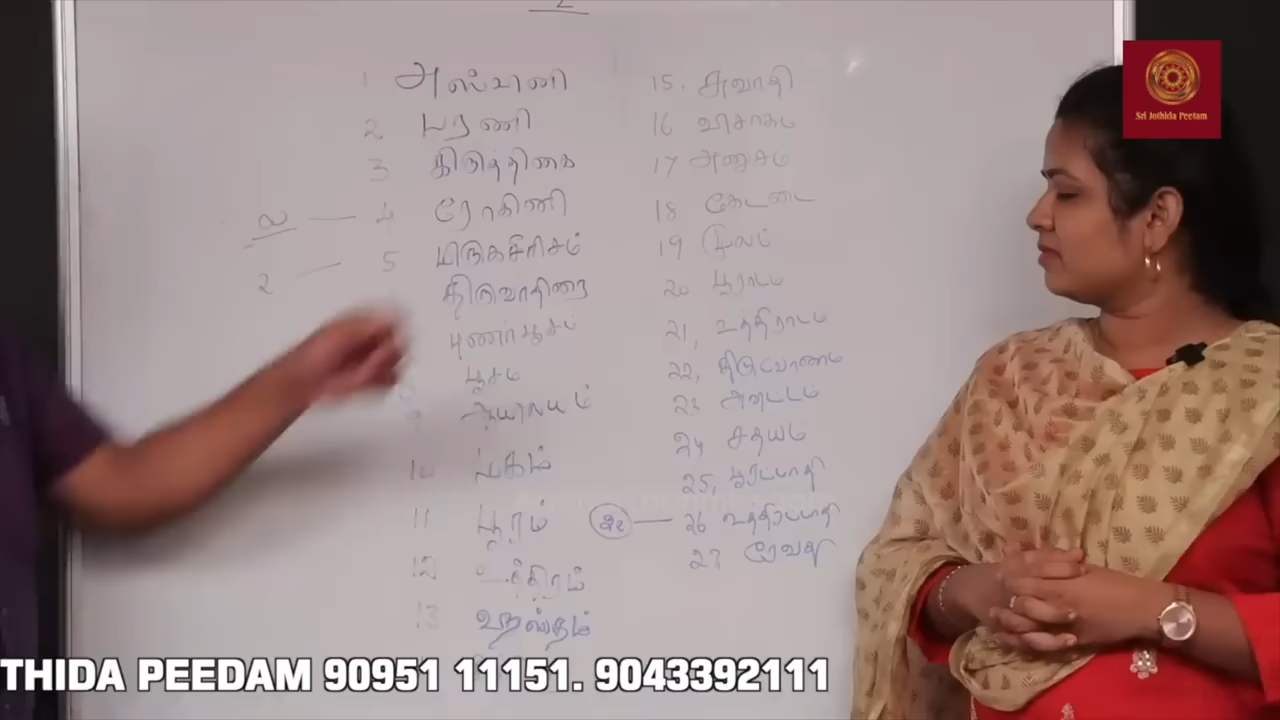 1 அஸ்வினி
2 பரணி
3 கிருத்திகை
ல — 4 ரோகிணி
2 — 5 மிருகசீரிசம்
திருவாதிரை
புணர்பூசம்
பூசம்
9 ஆயில்யம்
10 மகம்
11 பூரம்
12 உத்திரம்
13 ஹஸ்தம்
15. சுவாதி
16 விசாகம்
17 அனுசம்
18 கேட்டை
19 மூலம்
20 பூராடம்
21, உத்திராடம்
22, திருவோணம்
23 அவிட்டம்
24 சதயம்
25, பூரட்டாதி
26 உத்திரட்டாதி
27 ரேவதி
Sri Jothida Peetam
THIDA PEEDAM 90951 11151. 9043392111